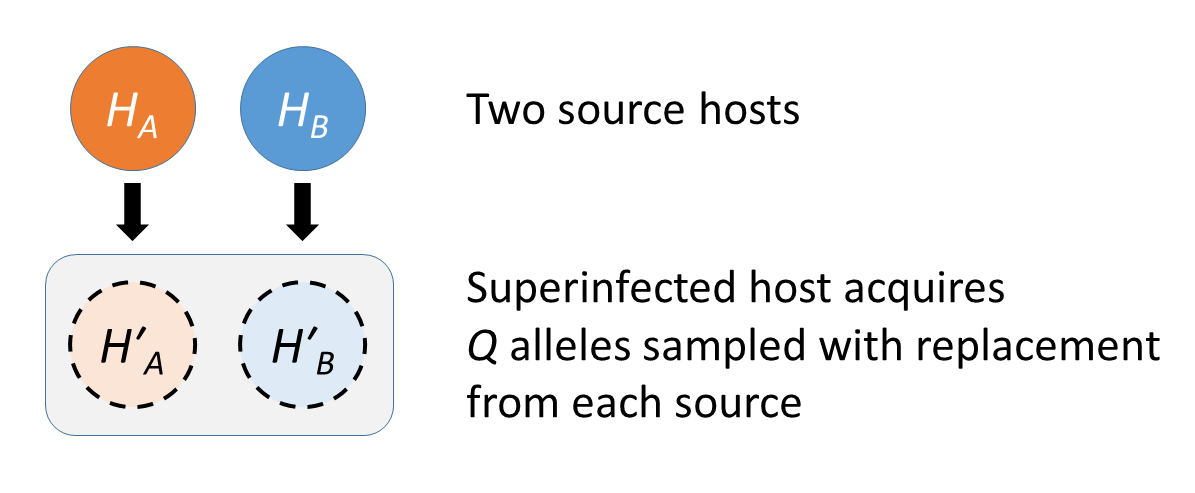 H_A H_B Two source hosts
H′_A H′_B Superinfected host acquires
Q alleles sampled with replacement
from each source